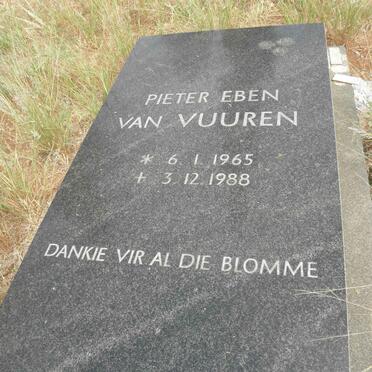 PIETER EBEN
VAN VUUREN
* 6.1.1965
+ 3.12.1988
DANKIE VIR AL DIE BLOMME